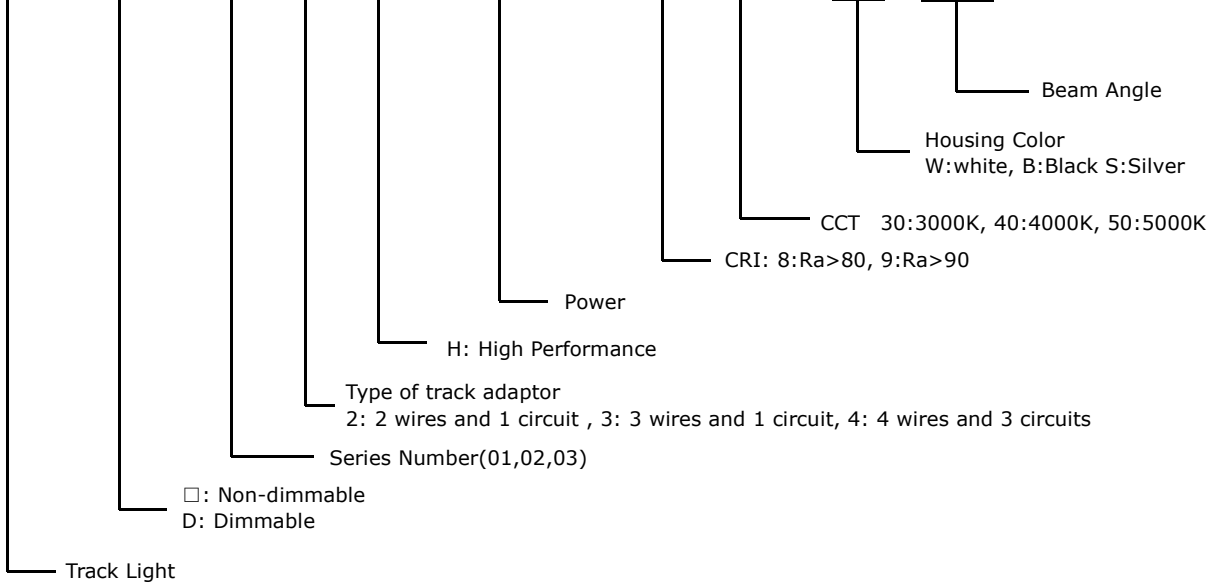 Beam Angle
Housing Color
W:white, B:Black S:Silver
CCT 30:3000K, 40:4000K, 50:5000K
CRI: 8:Ra>80, 9:Ra>90
Power
H: High Performance
Type of track adaptor
2: 2 wires and 1 circuit , 3: 3 wires and 1 circuit, 4: 4 wires and 3 circuits
Series Number(01,02,03)
□: Non-dimmable
D: Dimmable
Track Light